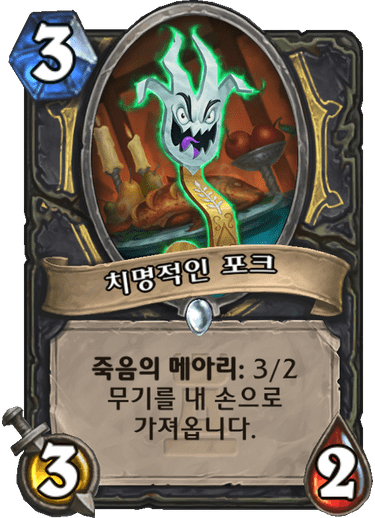 3
치명적인 포크
죽음의 메아리: 3/2
무기를 내 손으로
가져옵니다.
3
2